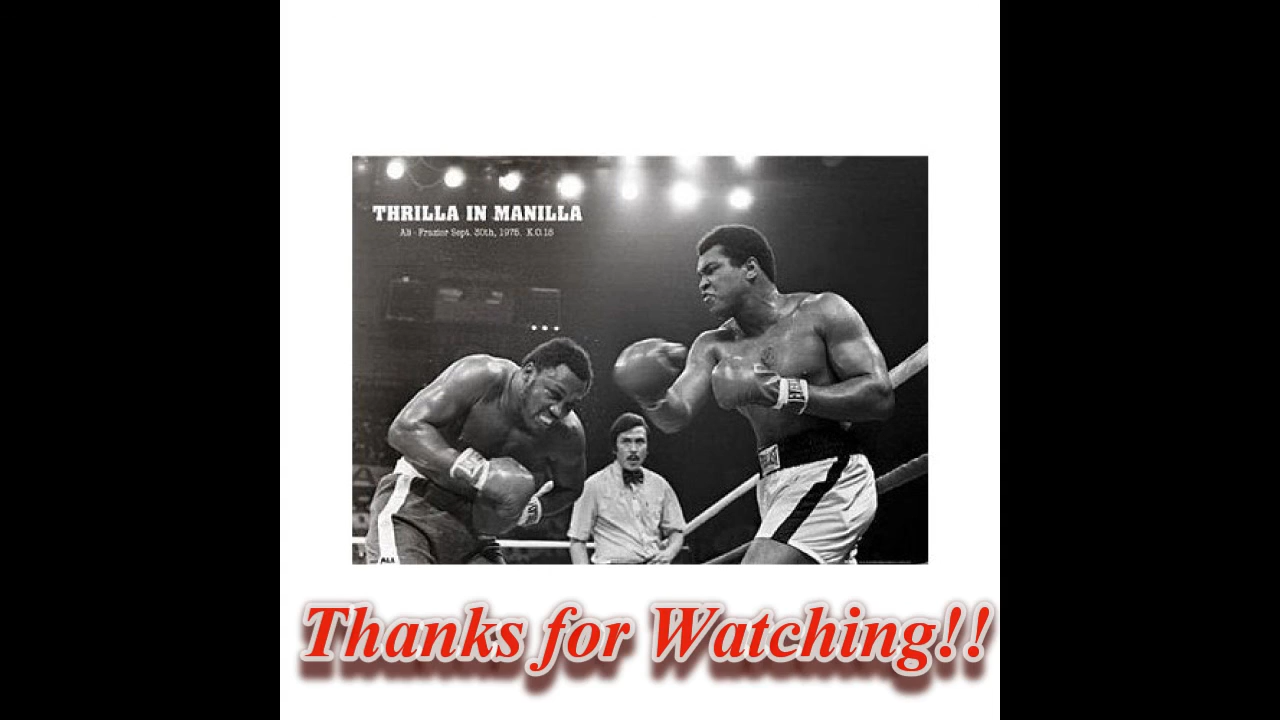 THRILLA IN MANILLA
Ali - Frazier Sept. 30th, 1975. K.O.15
Thanks for Watching!!